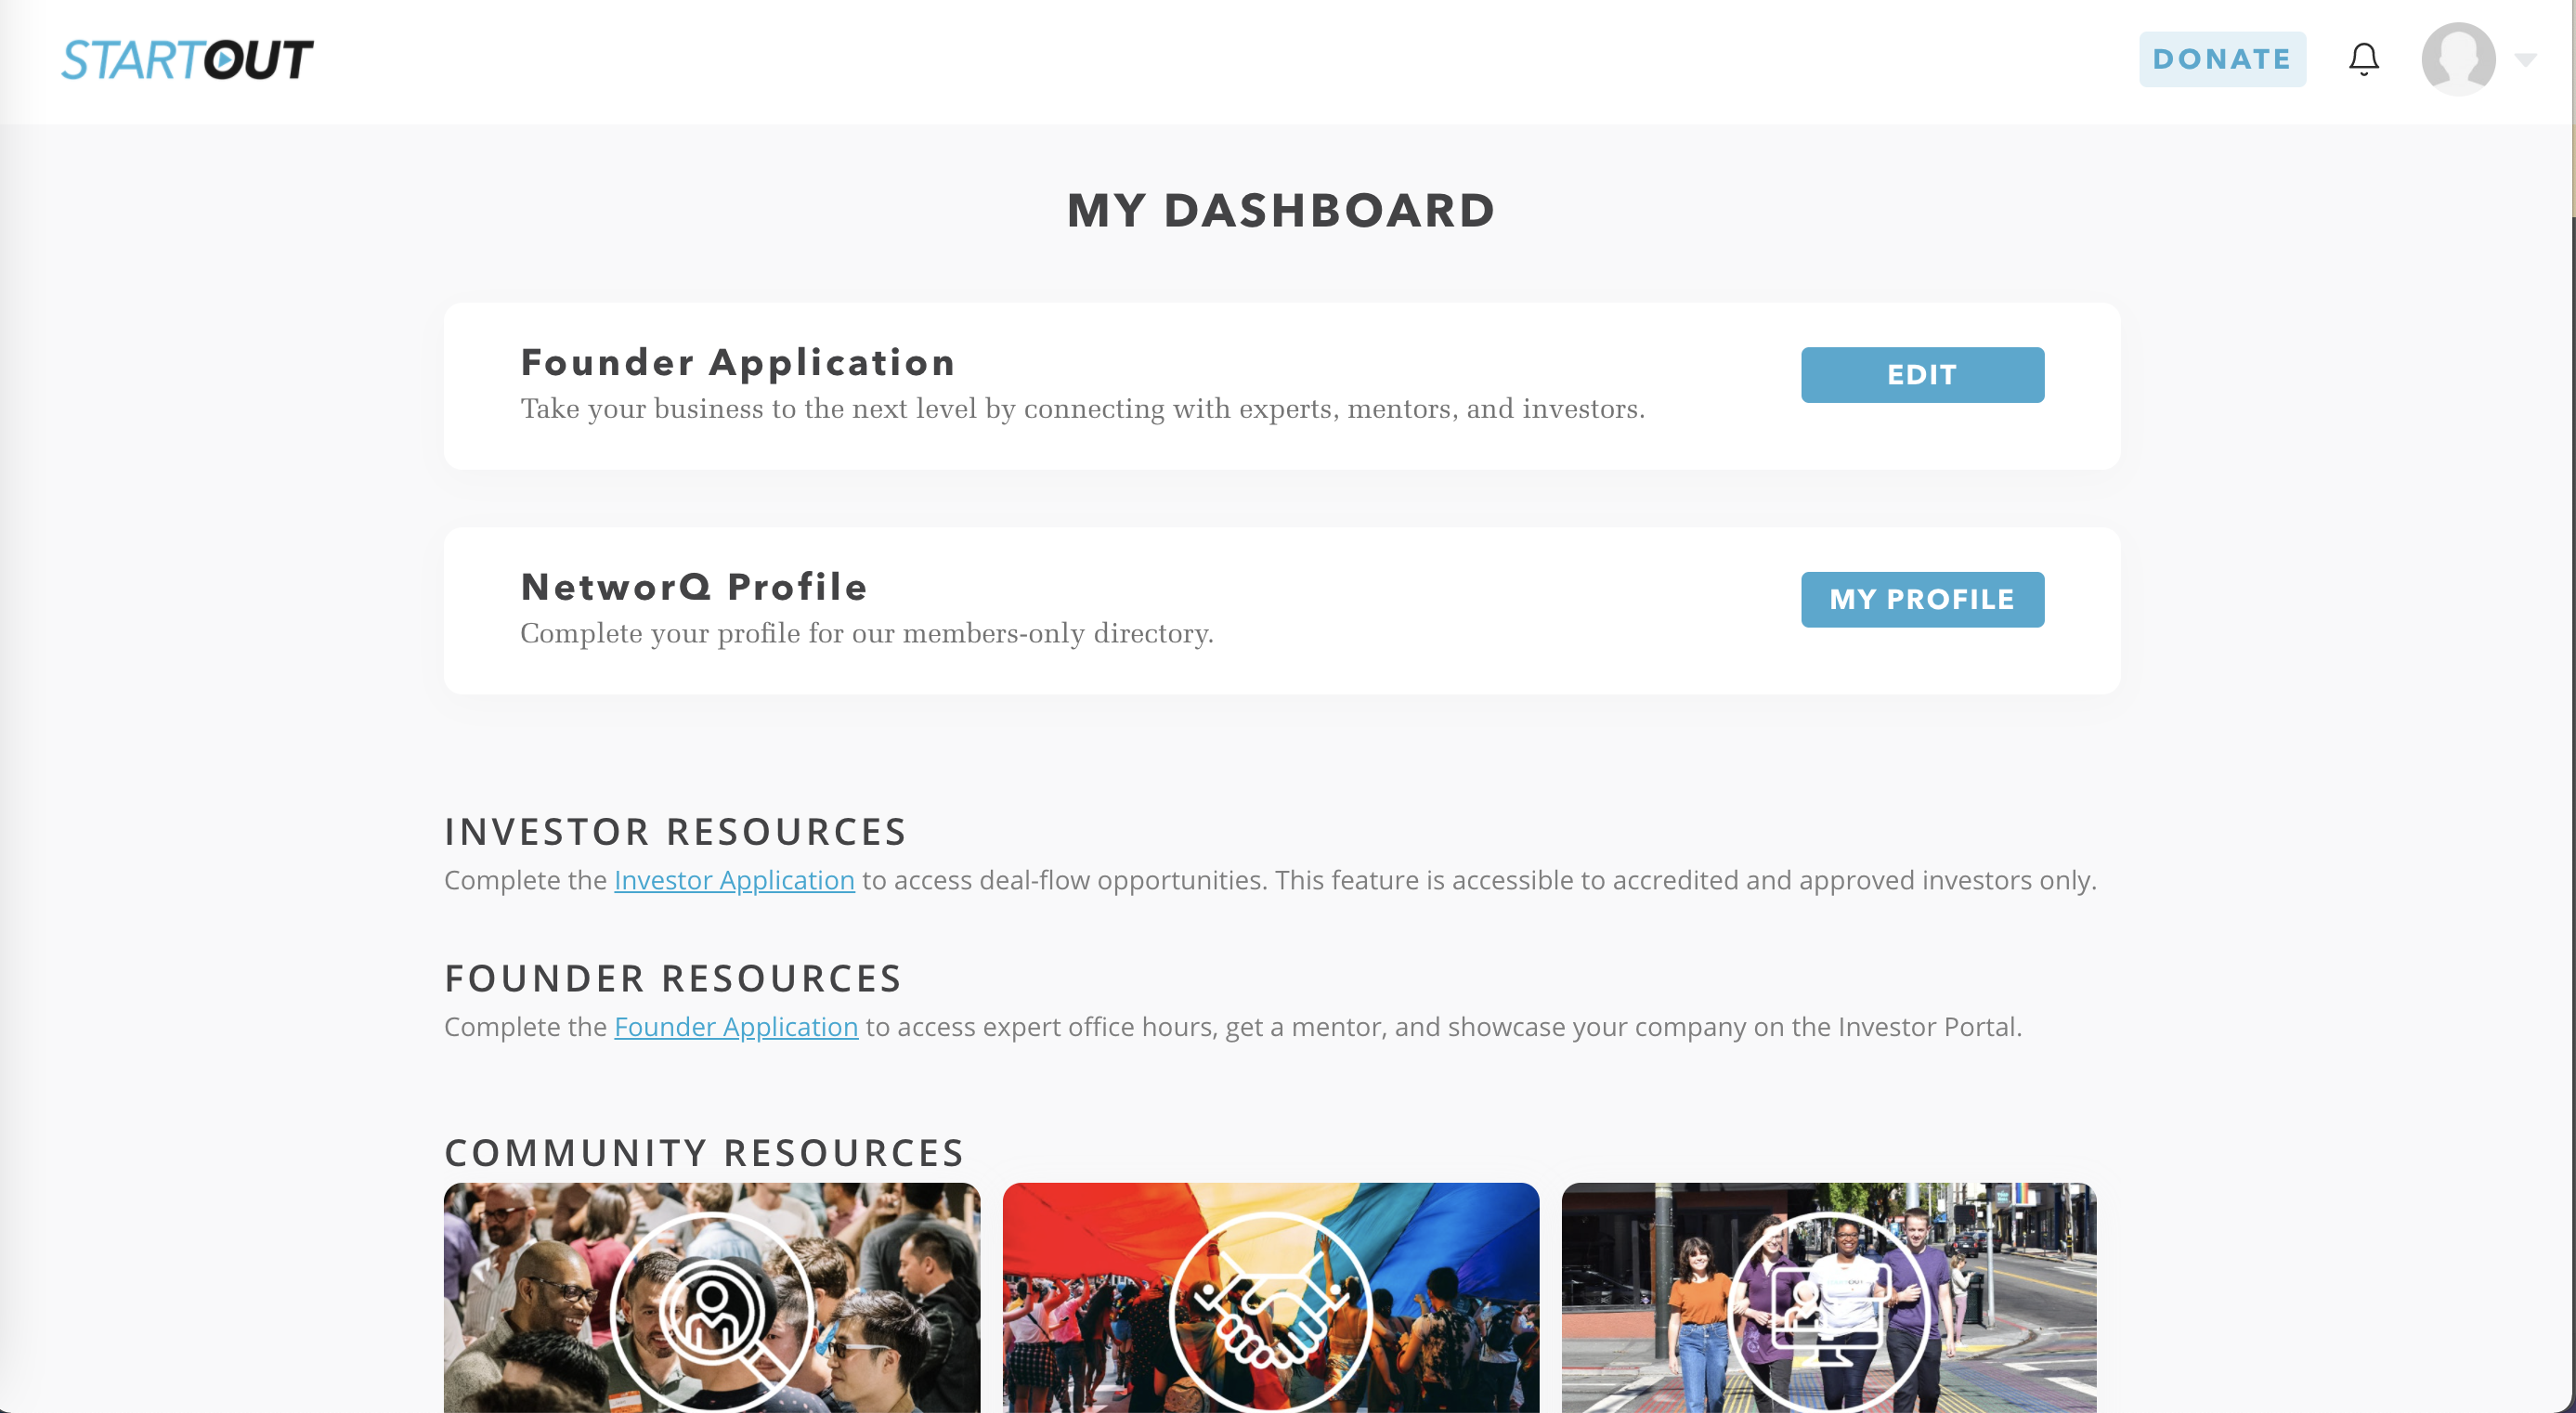 STARTOUT
DONATE
MY DASHBOARD
Founder Application
Take your business to the next level by connecting with experts, mentors, and investors.
EDIT
NetworQ Profile
Complete your profile for our members-only directory.
MY PROFILE
INVESTOR RESOURCES
Complete the Investor Application to access deal-flow opportunities. This feature is accessible to accredited and approved investors only.
FOUNDER RESOURCES
Complete the Founder Application to access expert office hours, get a mentor, and showcase your company on the Investor Portal.
COMMUNITY RESOURCES